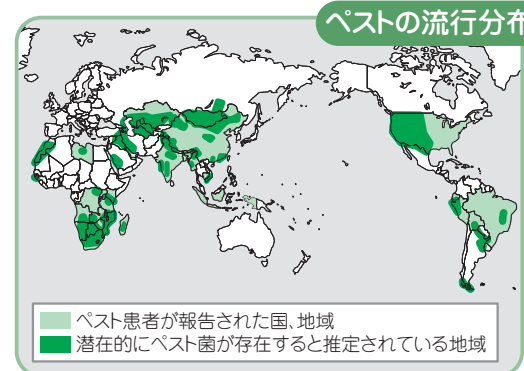 ペストの流行分布
ペスト患者が報告された国、地域
潜在的にペスト菌が存在すると推定されている地域